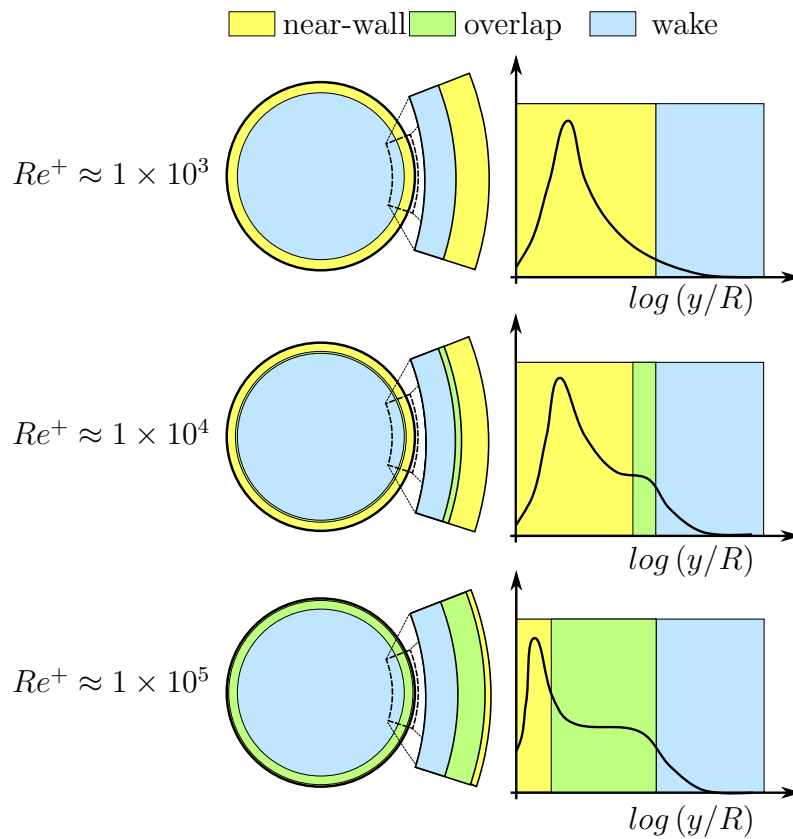 near-wall overlap wake
Re⁺ ≈ 1 × 10³
log (y/R)
Re⁺ ≈ 1 × 10⁴
log (y/R)
Re⁺ ≈ 1 × 10⁵
log (y/R)